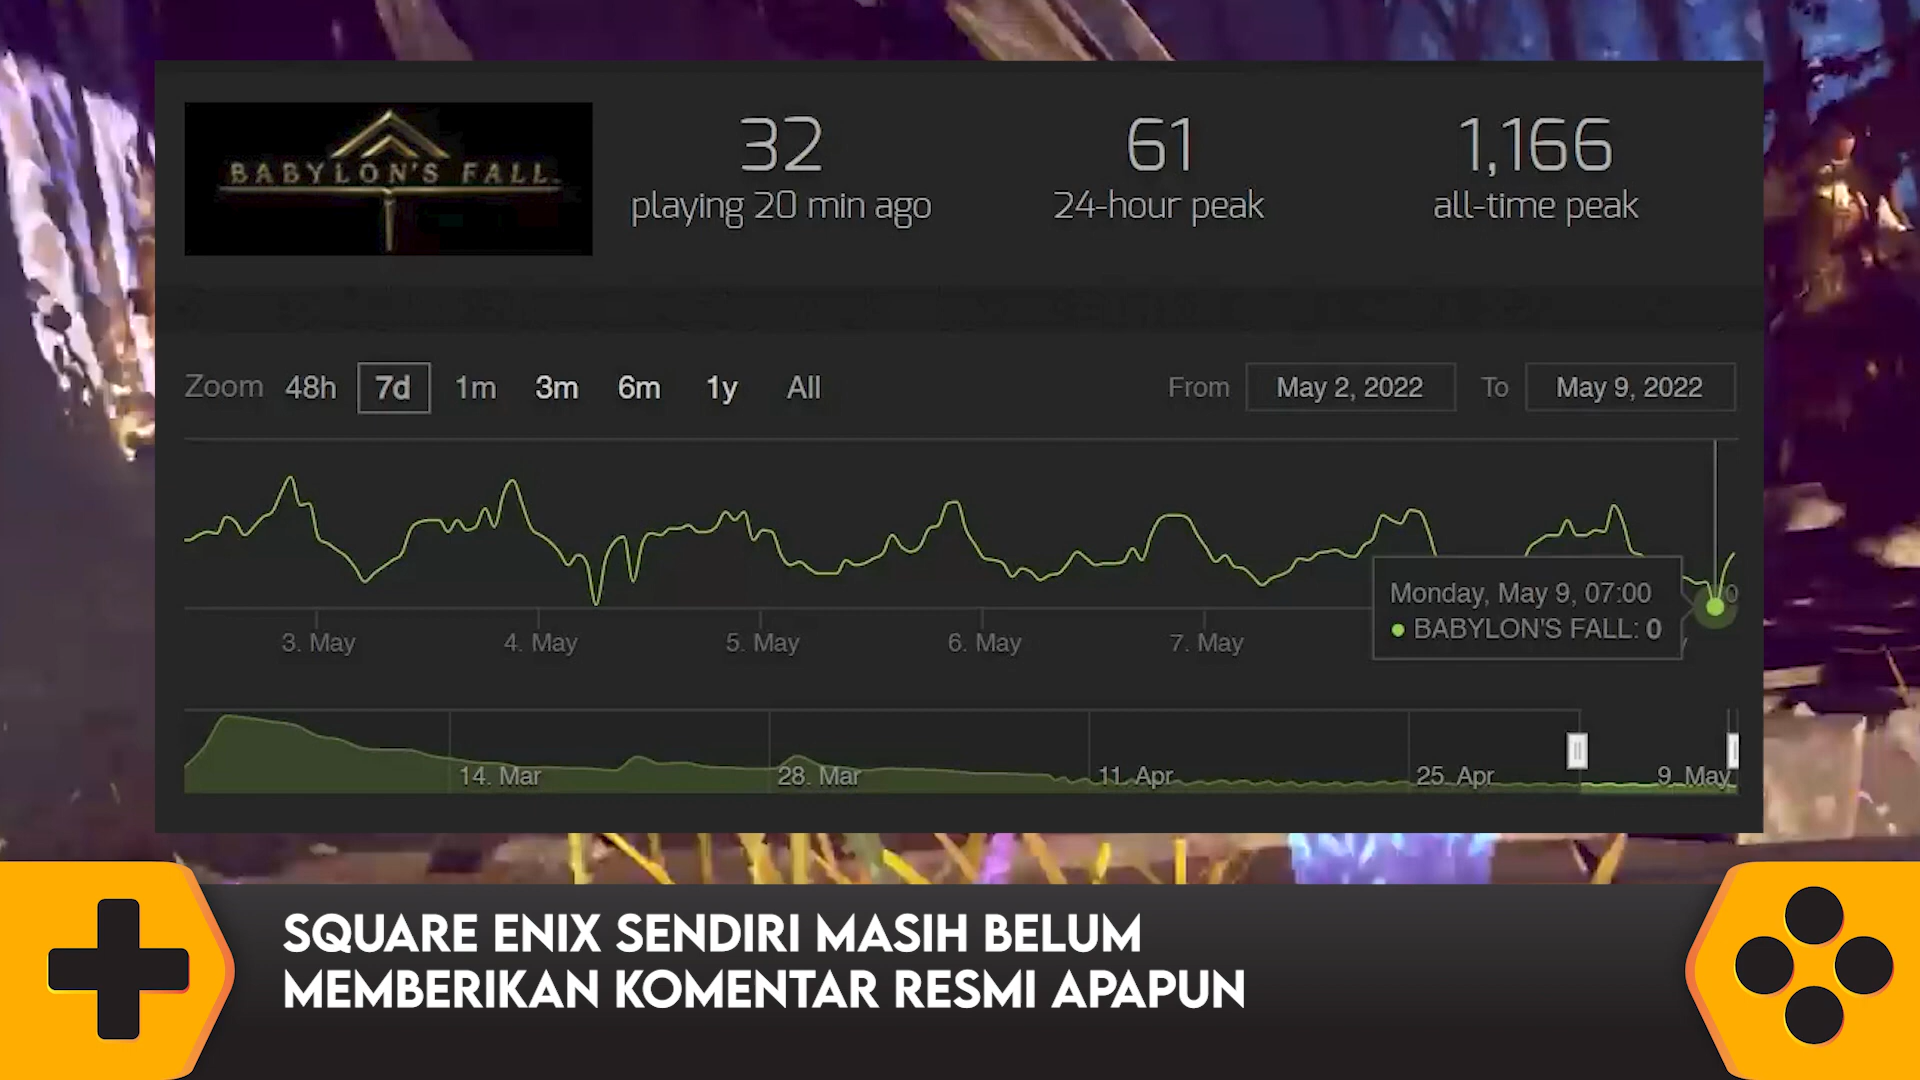 BABYLON'S FALL
32
playing 20 min ago
61
24-hour peak
1,166
all-time peak
Zoom 48h 7d 1m 3m 6m 1y All
From May 2, 2022 To May 9, 2022
Monday, May 9, 07:00
BABYLON'S FALL: 0
3. May 4. May 5. May 6. May 7. May
14. Mar 28. Mar 11. Apr 25. Apr 9. May
SQUARE ENIX SENDIRI MASIH BELUM
MEMBERIKAN KOMENTAR RESMI APAPUN